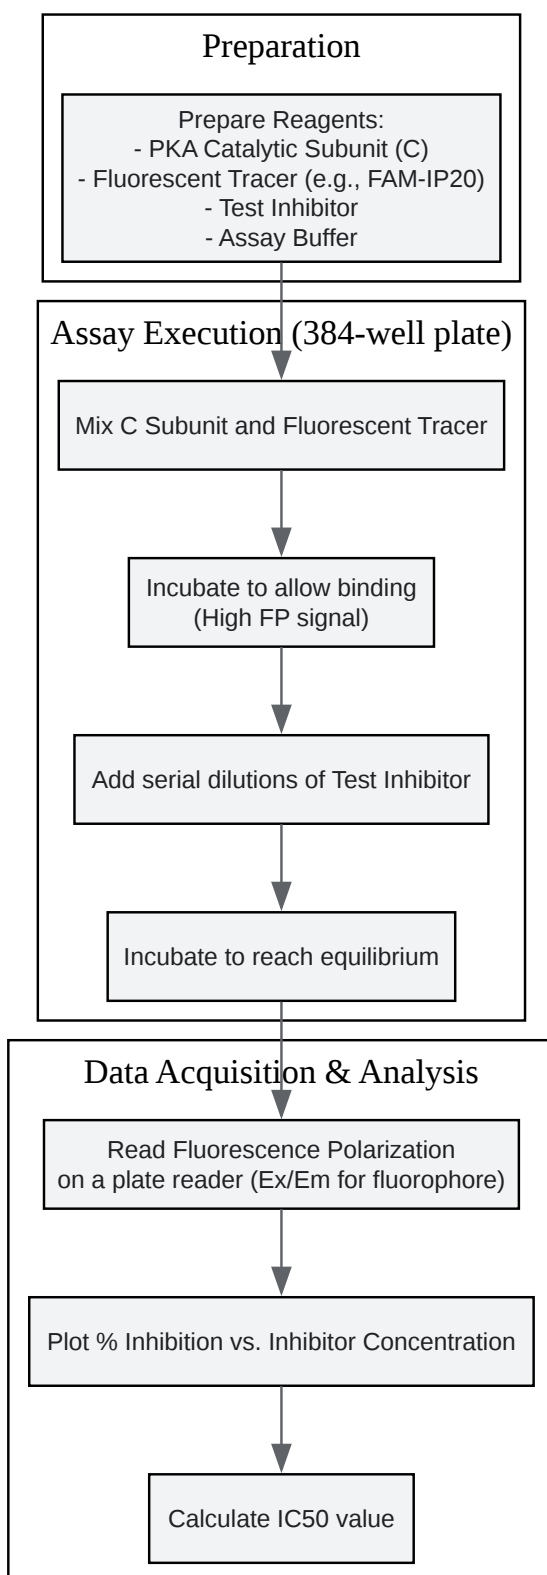 Preparation
Prepare Reagents:
- PKA Catalytic Subunit (C)
- Fluorescent Tracer (e.g., FAM-IP20)
- Test Inhibitor
- Assay Buffer
Assay Execution (384-well plate)
Mix C Subunit and Fluorescent Tracer
Incubate to allow binding
(High FP signal)
Add serial dilutions of Test Inhibitor
Incubate to reach equilibrium
Data Acquisition & Analysis
Read Fluorescence Polarization
on a plate reader (Ex/Em for fluorophore)
Plot % Inhibition vs. Inhibitor Concentration
Calculate IC50 value